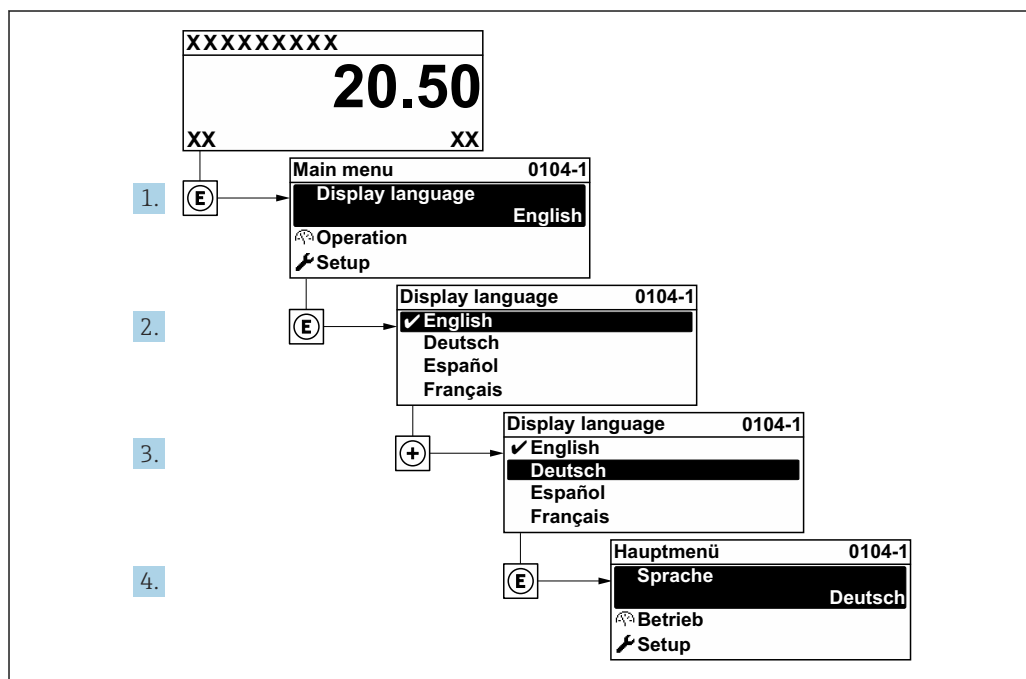 XXXXXXXXX
20.50
XX XX
1. E
Main menu 0104-1
Display language
English
Operation
Setup
2. E
Display language 0104-1
✔English
Deutsch
Español
Français
3. +
Display language 0104-1
✔English
Deutsch
Español
Français
4. E
Hauptmenü 0104-1
Sprache
Deutsch
Betrieb
Setup